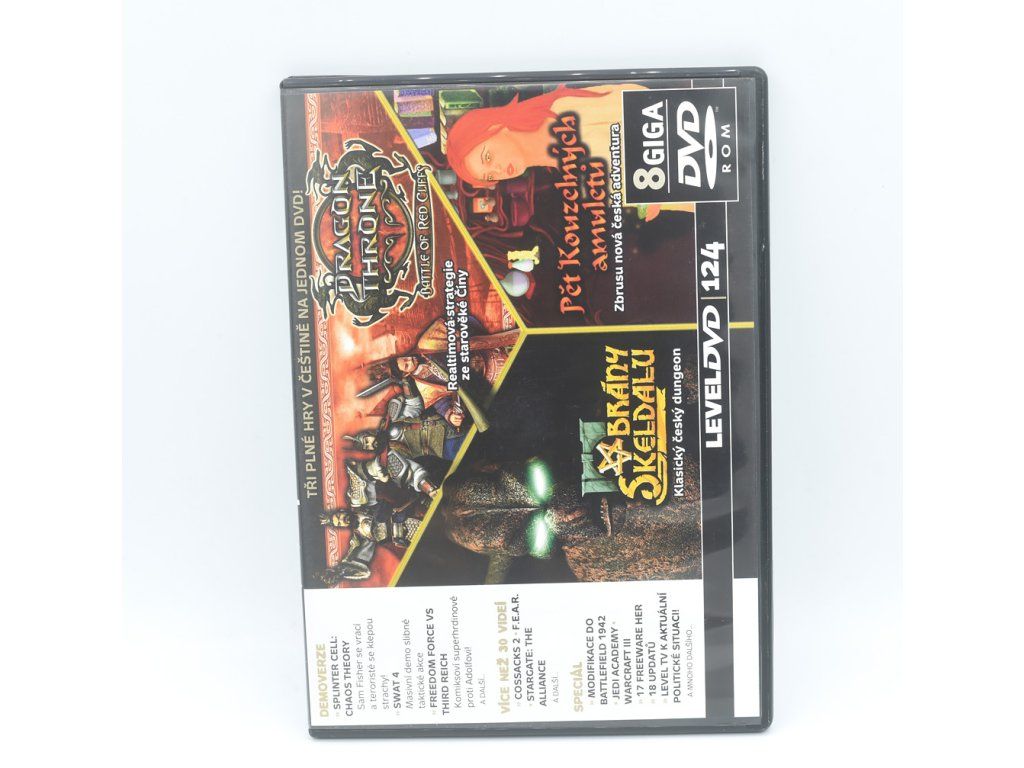 TŘI PLNÉ HRY V ČEŠTINĚ NA JEDNOM DVD!
DRAGON
THRONE
BATTLE OF RED CLIFFS
Realtimová strategie
ze starověké Číny
Pět Kouzelných
amuletů
Zbrusu nová česká adventura
BRÁNY
SKELDALU
Klasický český dungeon
8GIGA
DVD
ROM
™
LEVELDVD | 124
DEMOVERZE
» SPLINTER CELL:
CHAOS THEORY
Sam Fisher se vrací
a teroristé se klepou
strachy!
» SWAT 4
Masivní demo slibné
taktické akce
» FREEDOM FORCE VS
THIRD REICH
Komiksoví superhrdinové
proti Adolfovi!
A DALŠÍ...
VÍCE NEŽ 30 VIDEÍ
» COSSACKS 2 · F.E.A.R.
· STARGATE: THE
ALLIANCE
A DALŠÍ...
SPECIÁL
» MODIFIKACE DO
BATTLEFIELD 1942
· JEDI ACADEMY ·
WARCRAFT III
» 17 FREEWARE HER
» 18 UPDATŮ
» LEVEL TV K AKTUÁLNÍ
POLITICKÉ SITUACI!
A MNOHO DALŠÍHO...